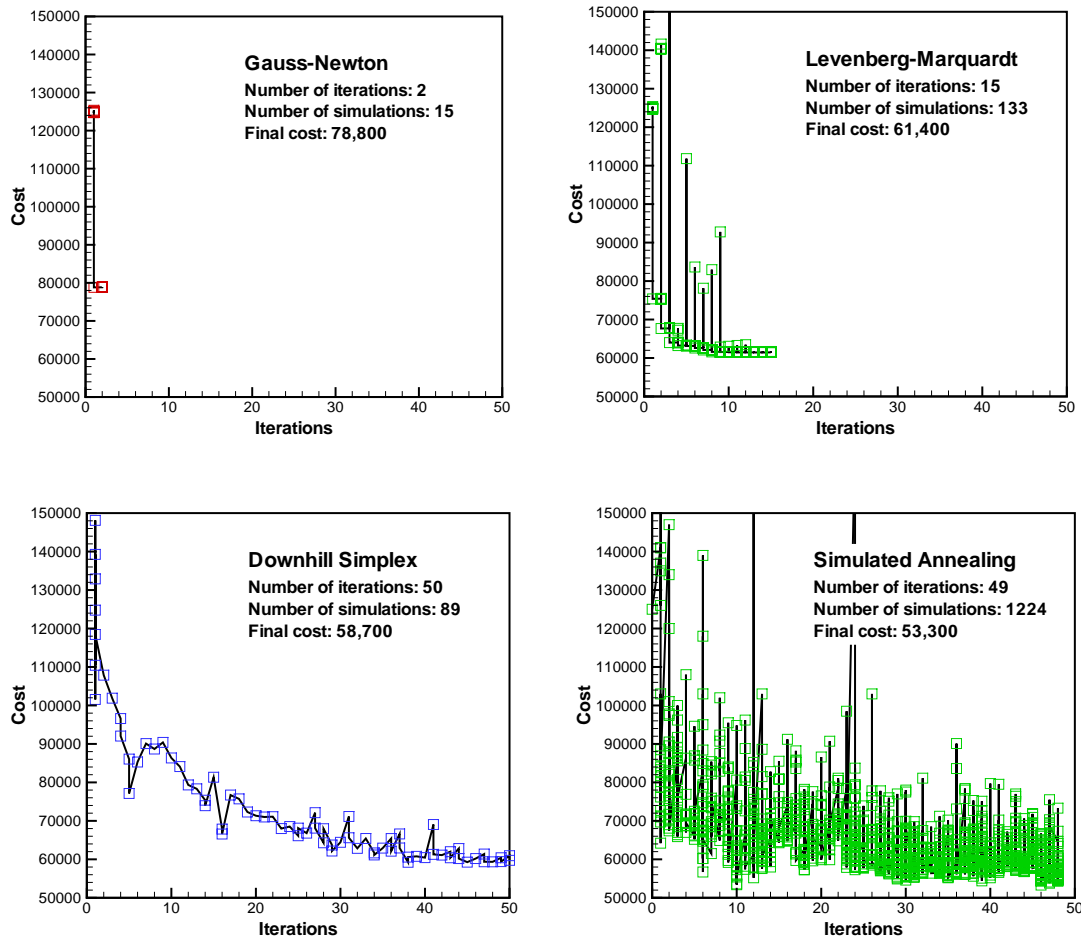 150000
140000
130000
120000
110000
100000
90000
80000
70000
60000
50000
Cost
Gauss-Newton
Number of iterations: 2
Number of simulations: 15
Final cost: 78,800
0 10 20 30 40 50
Iterations
150000
140000
130000
120000
110000
100000
90000
80000
70000
60000
50000
Cost
Levenberg-Marquardt
Number of iterations: 15
Number of simulations: 133
Final cost: 61,400
0 10 20 30 40 50
Iterations
150000
140000
130000
120000
110000
100000
90000
80000
70000
60000
50000
Cost
Downhill Simplex
Number of iterations: 50
Number of simulations: 89
Final cost: 58,700
0 10 20 30 40 50
Iterations
150000
140000
130000
120000
110000
100000
90000
80000
70000
60000
50000
Cost
Simulated Annealing
Number of iterations: 49
Number of simulations: 1224
Final cost: 53,300
0 10 20 30 40 50
Iterations